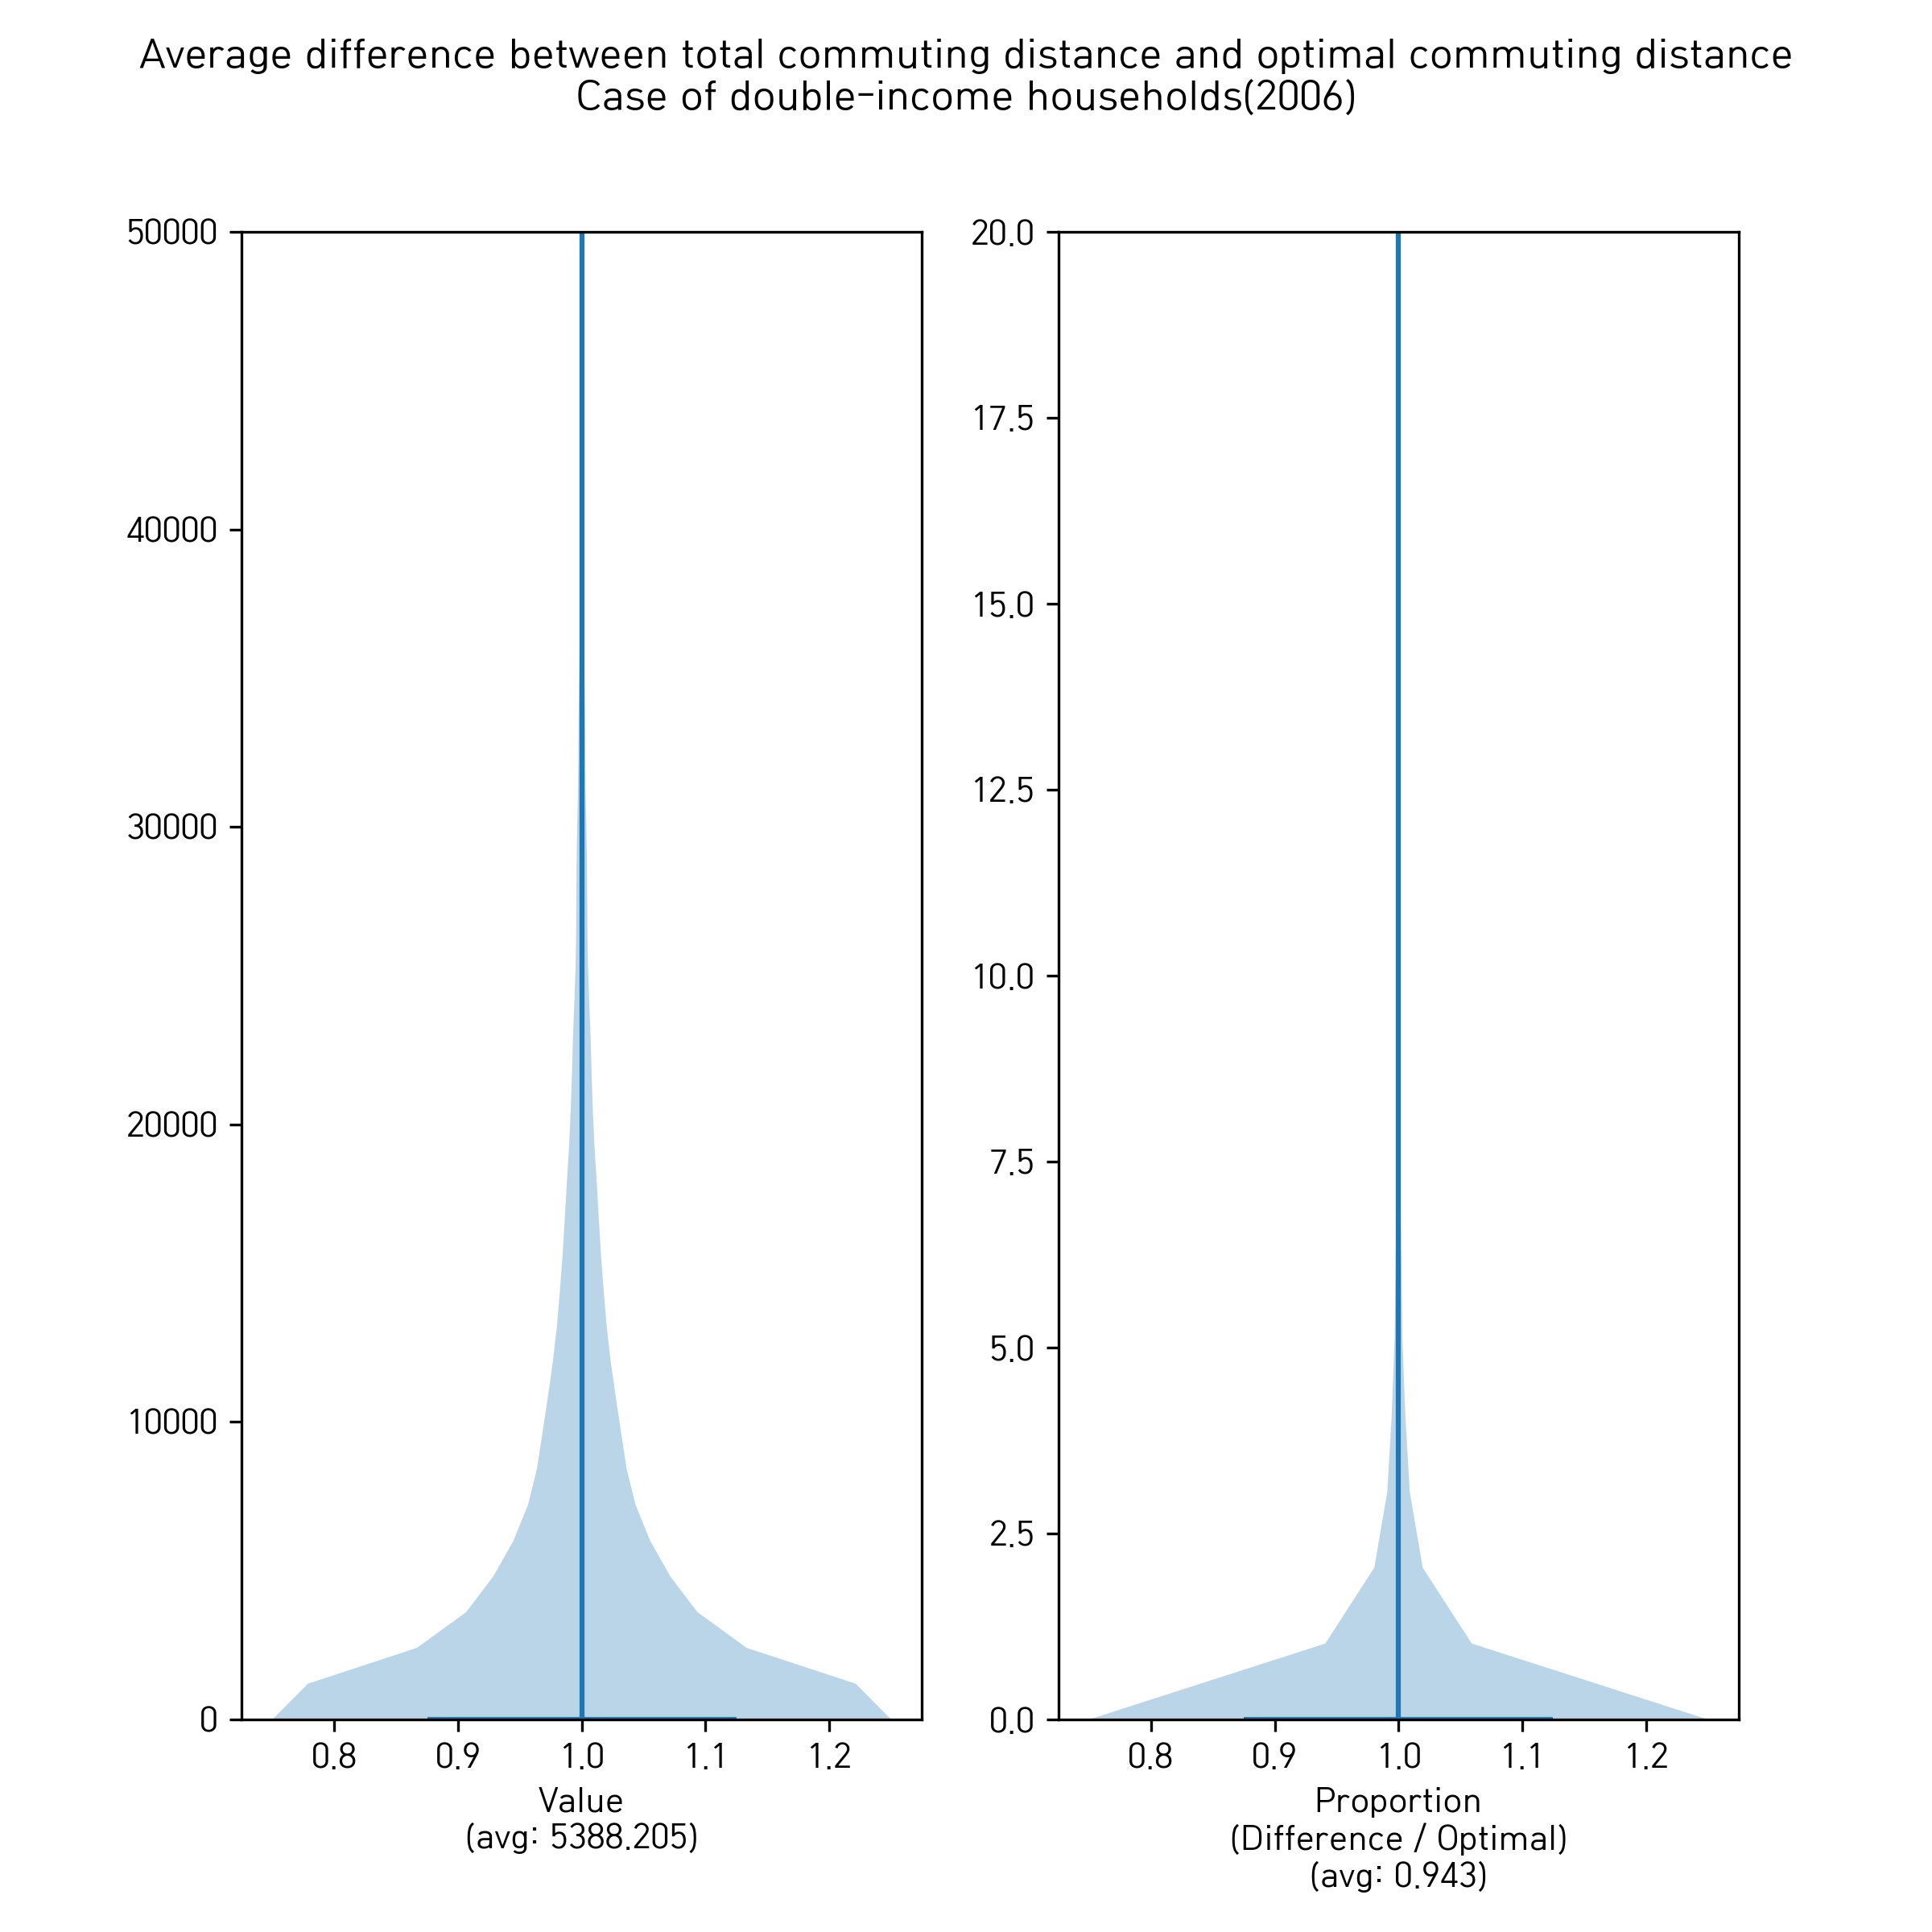 Average difference between total commuting distance and optimal commuting distance
Case of double-income households(2006)
50000
40000
30000
20000
10000
0
0.8 0.9 1.0 1.1 1.2
Value
(avg: 5388.205)
20.0
17.5
15.0
12.5
10.0
7.5
5.0
2.5
0.0
0.8 0.9 1.0 1.1 1.2
Proportion
(Difference / Optimal)
(avg: 0.943)